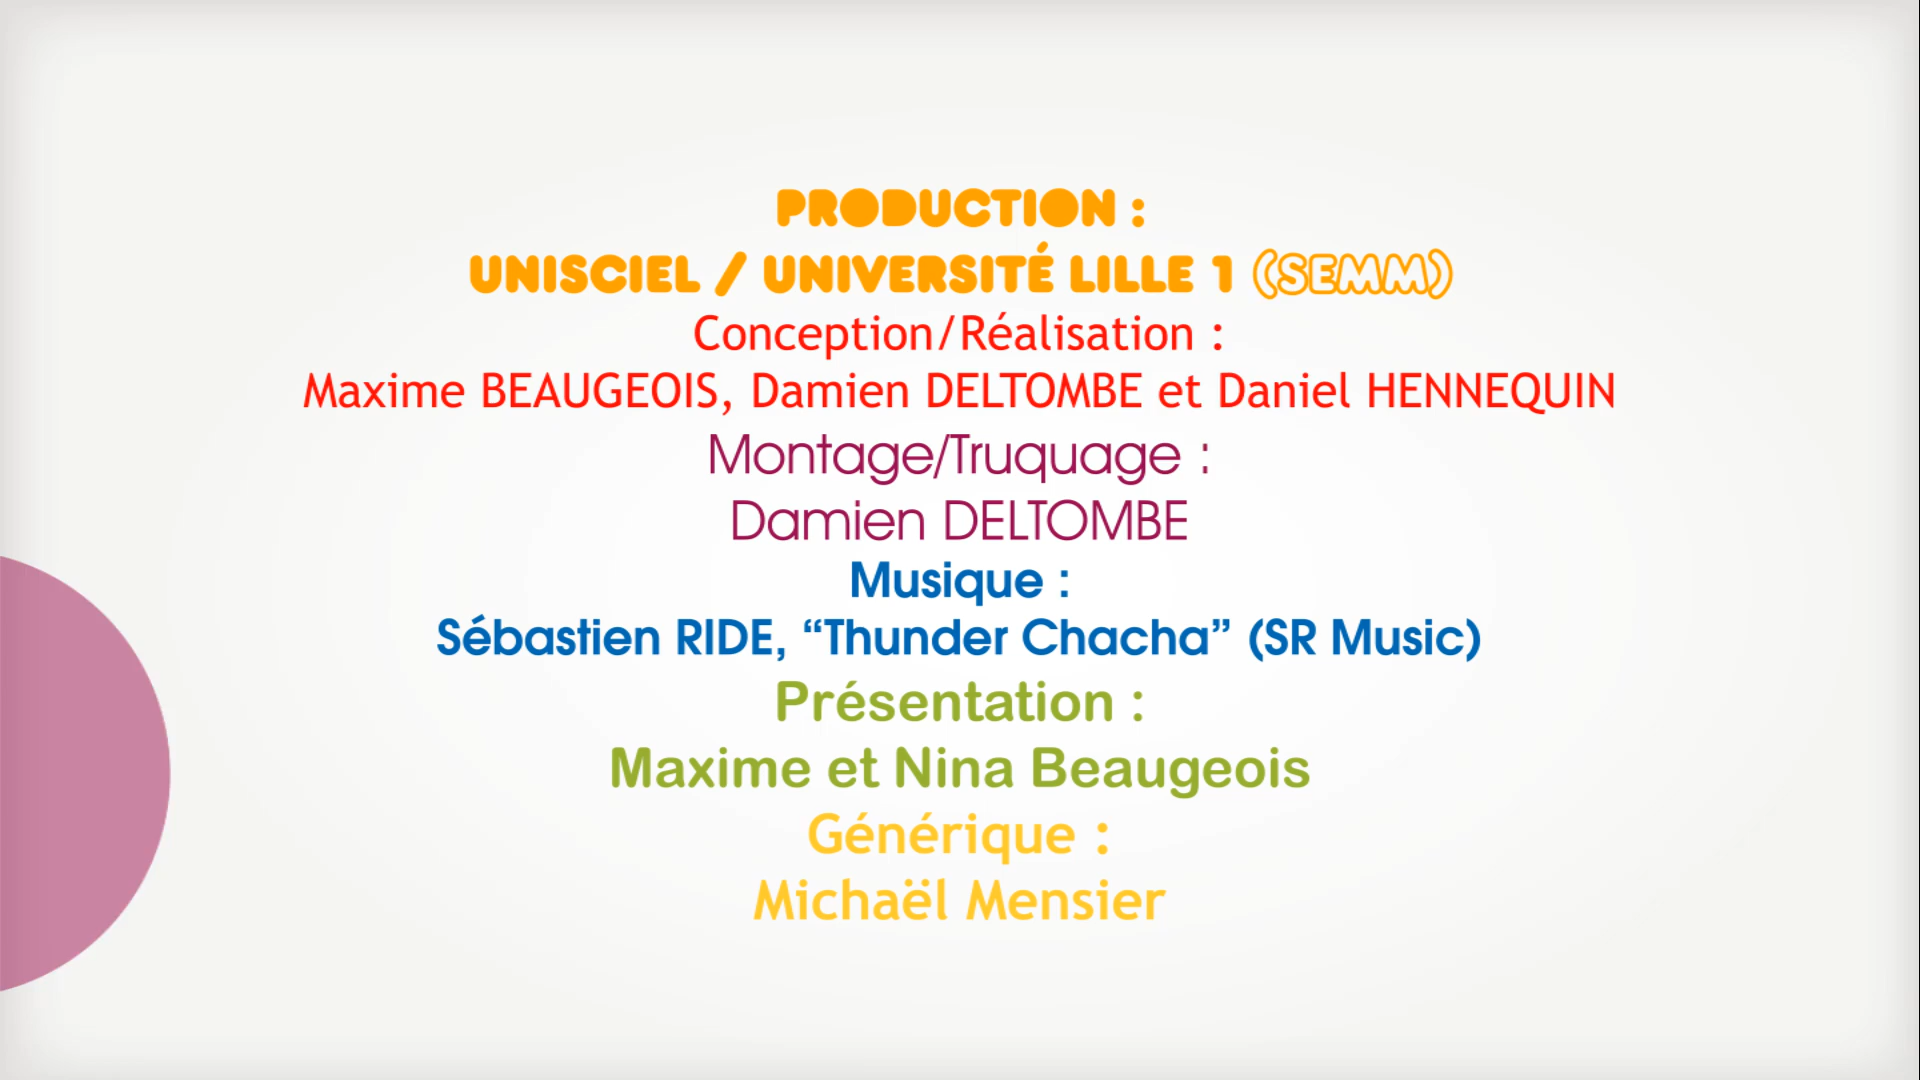 PRODUCTION :
UNISCIEL / UNIVERSITÉ LILLE 1 (SEMM)
Conception/Réalisation :
Maxime BEAUGEOIS, Damien DELTOMBE et Daniel HENNEQUIN
Montage/Truquage :
Damien DELTOMBE
Musique :
Sébastien RIDE, “Thunder Chacha” (SR Music)
Présentation :
Maxime et Nina Beaugeois
Générique :
Michaël Mensier